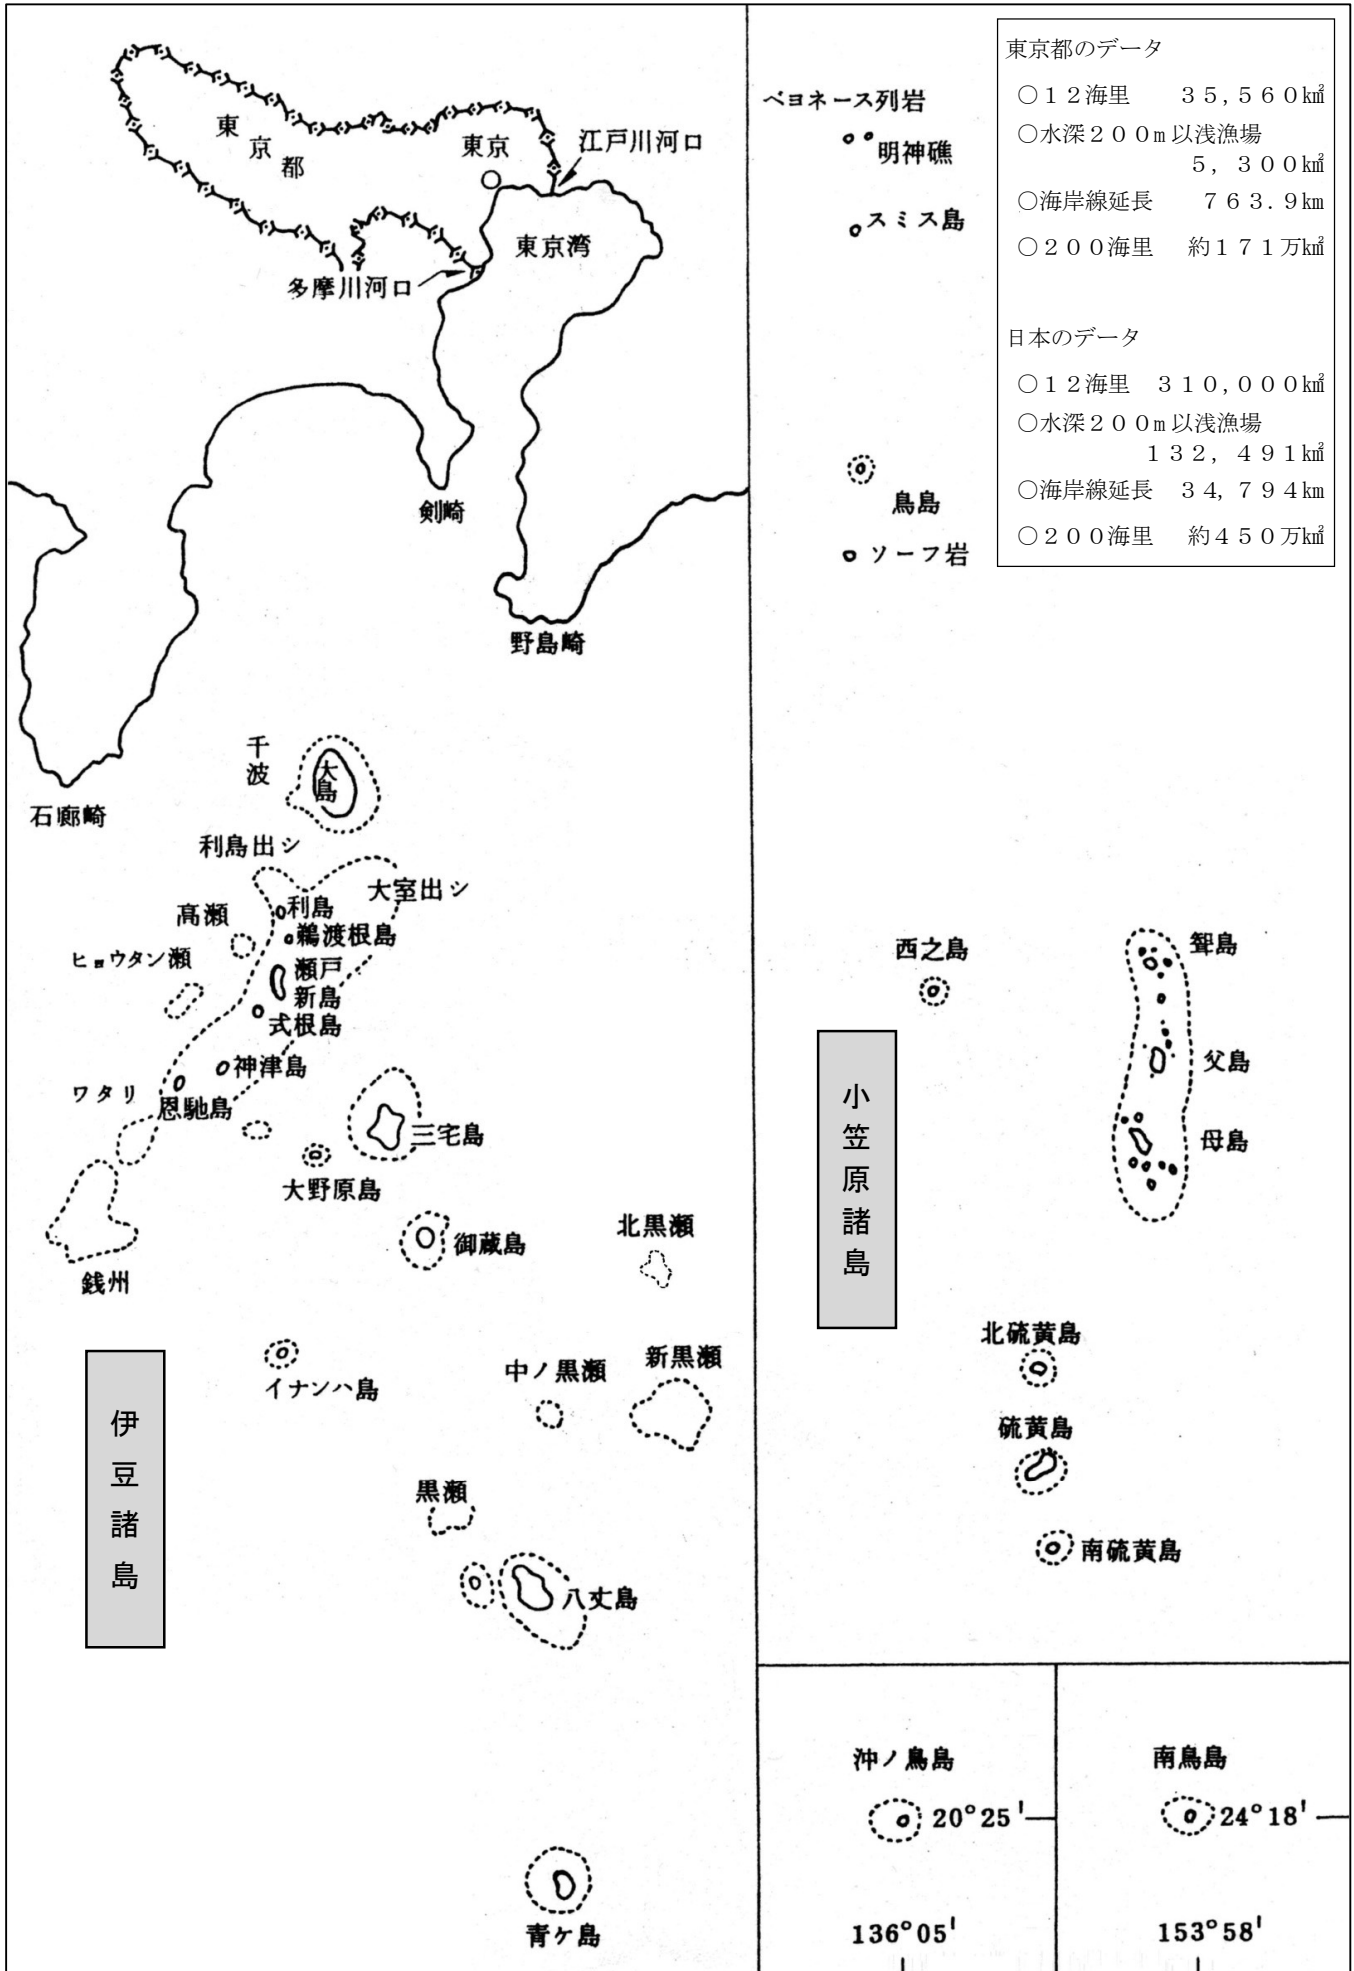 東京都
東京
江戸川河口
東京湾
多摩川河口
剣崎
野島崎
石廊崎
千波
大島
利島出シ
大室出シ
高瀬
利島
鵜渡根島
ヒョウタン瀬
瀬戸
新島
式根島
神津島
ワタリ
恩馳島
三宅島
大野原島
御蔵島
北黒瀬
銭州
イナンハ島
中ノ黒瀬
新黒瀬
伊豆諸島
黒瀬
八丈島
青ケ島
ベヨネース列岩
明神礁
スミス島
鳥島
ソーフ岩
東京都のデータ
○12海里 35,560㎢
○水深200m以浅漁場
5,300㎢
○海岸線延長 763.9㎞
○200海里 約171万㎢
日本のデータ
○12海里 310,000㎢
○水深200m以浅漁場
132,491㎢
○海岸線延長 34,794㎞
○200海里 約450万㎢
西之島
聟島
父島
母島
小笠原諸島
北硫黄島
硫黄島
南硫黄島
沖ノ鳥島
20°25'
136°05'
南鳥島
24°18'
153°58'